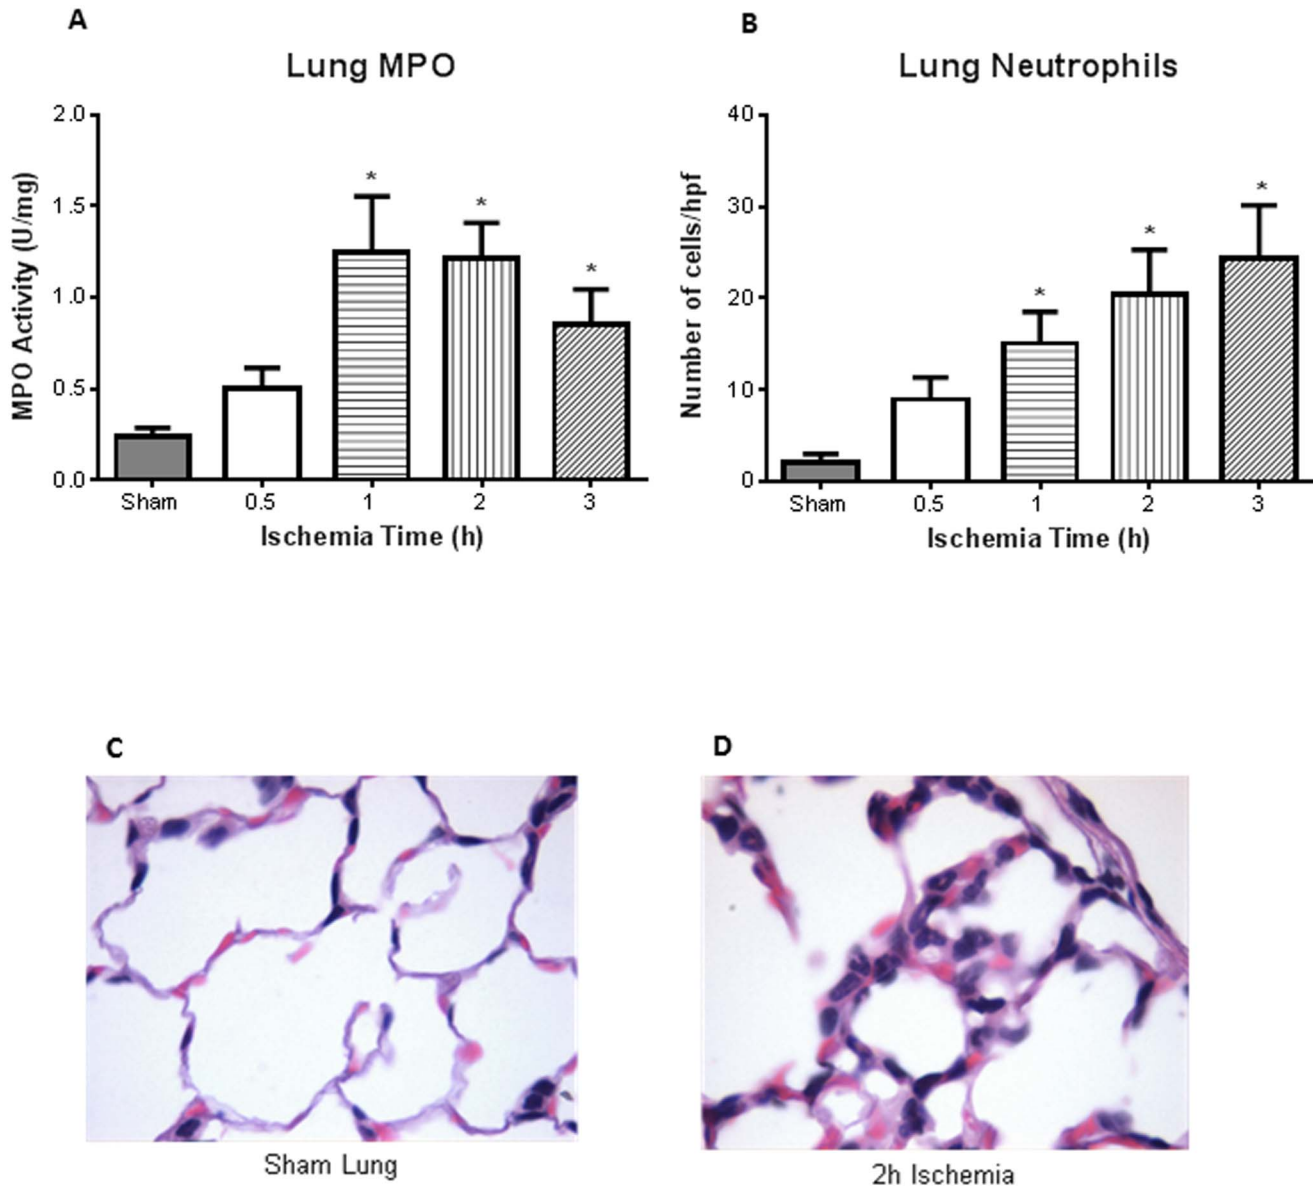 A
Lung MPO
2.0
1.5
1.0
0.5
0.0
MPO Activity (U/mg)
*
*
*
Sham 0.5 1 2 3
Ischemia Time (h)
B
Lung Neutrophils
40
30
20
10
0
Number of cells/hpf
*
*
*
Sham 0.5 1 2 3
Ischemia Time (h)
C
Sham Lung
D
2h Ischemia